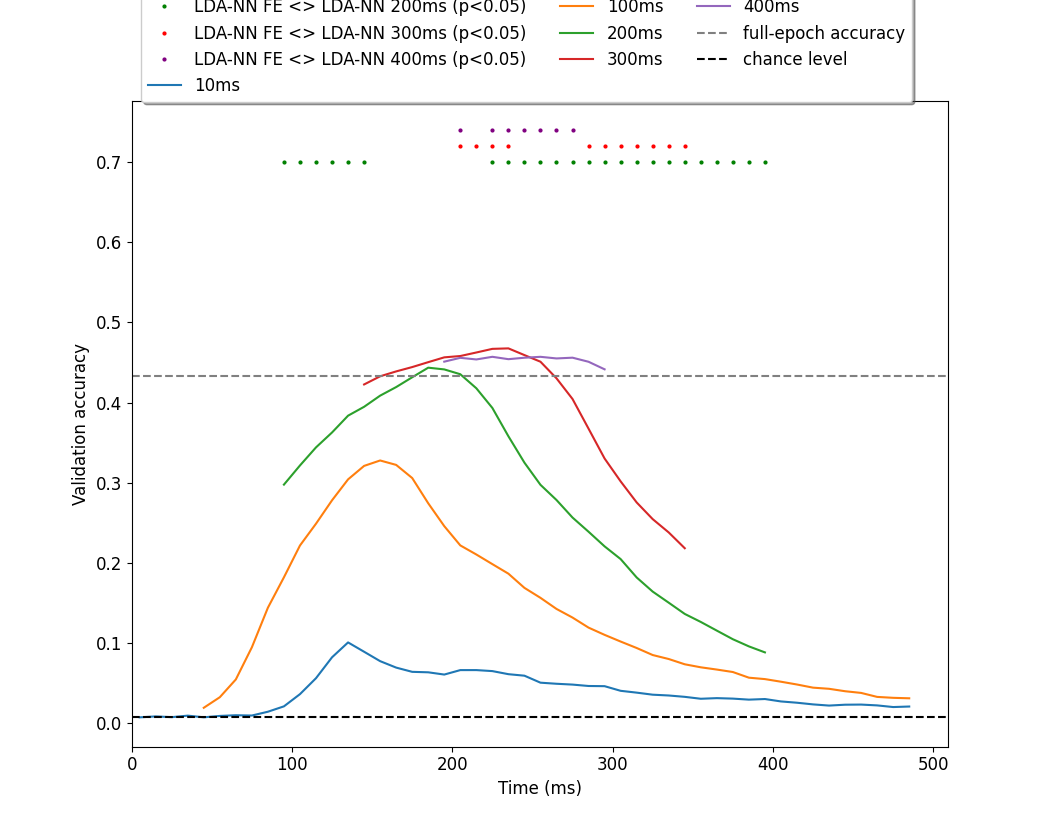 LDA-NN FE <> LDA-NN 200ms (p<0.05)
LDA-NN FE <> LDA-NN 300ms (p<0.05)
LDA-NN FE <> LDA-NN 400ms (p<0.05)
10ms
100ms
200ms
300ms
400ms
full-epoch accuracy
chance level
0.7
0.6
0.5
0.4
0.3
0.2
0.1
0.0
Validation accuracy
0 100 200 300 400 500
Time (ms)